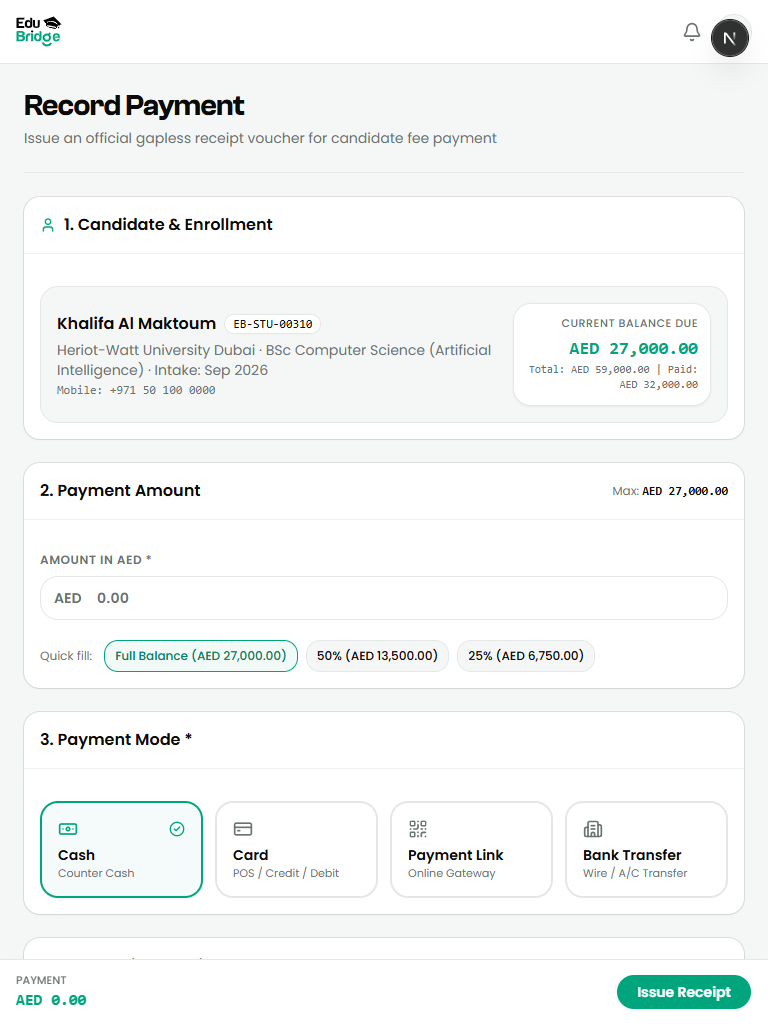 Edu
Bridge
N
Record Payment
Issue an official gapless receipt voucher for candidate fee payment
1. Candidate & Enrollment
Khalifa Al Maktoum EB-STU-00310
Heriot-Watt University Dubai · BSc Computer Science (Artificial
Intelligence) · Intake: Sep 2026
Mobile: +971 50 100 0000
CURRENT BALANCE DUE
AED 27,000.00
Total: AED 59,000.00 | Paid:
AED 32,000.00
2. Payment Amount
Max: AED 27,000.00
AMOUNT IN AED *
AED 0.00
Quick fill: Full Balance (AED 27,000.00) 50% (AED 13,500.00) 25% (AED 6,750.00)
3. Payment Mode *
Cash
Counter Cash
Card
POS / Credit / Debit
Payment Link
Online Gateway
Bank Transfer
Wire / A/C Transfer
PAYMENT
AED 0.00
Issue Receipt